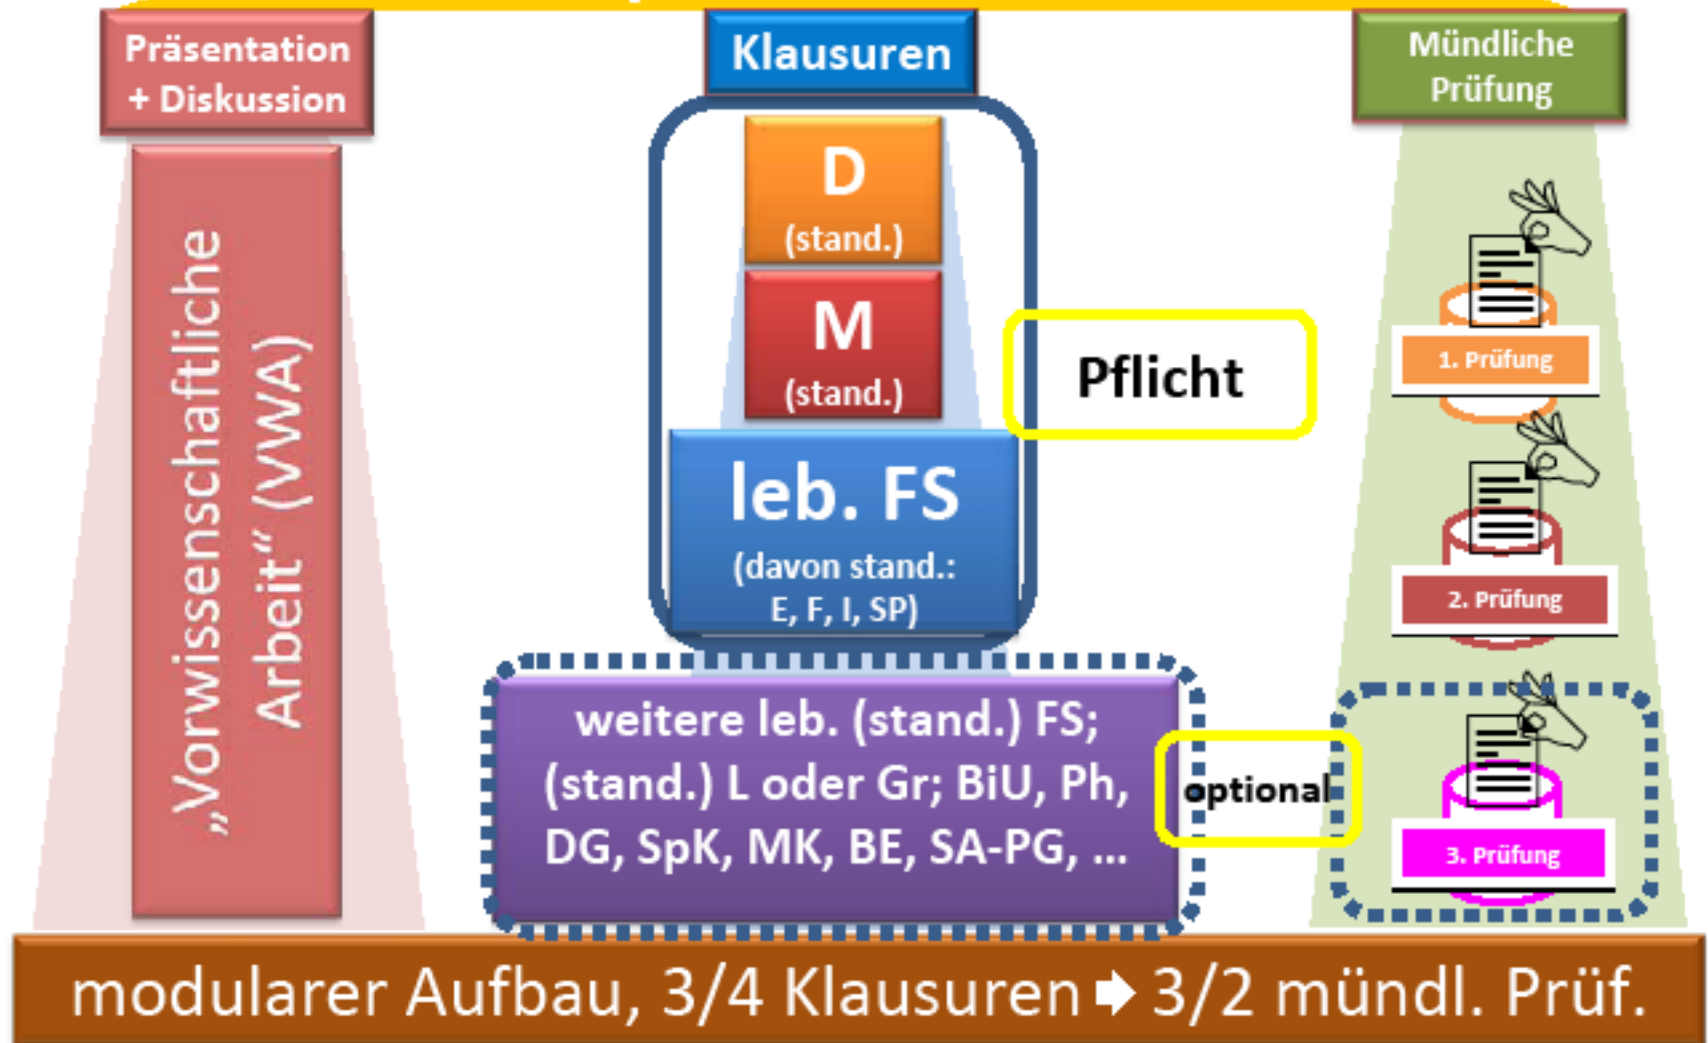 Präsentation
+ Diskussion
„Vorwissenschaftliche
Arbeit“ (VWA)
Klausuren
D
(stand.)
M
(stand.)
leb. FS
(davon stand.:
E, F, I, SP)
Pflicht
weitere leb. (stand.) FS;
(stand.) L oder Gr; BiU, Ph,
DG, SpK, MK, BE, SA-PG, ...
optional
Mündliche
Prüfung
1. Prüfung
2. Prüfung
3. Prüfung
modularer Aufbau, 3/4 Klausuren 🡆 3/2 mündl. Prüf.